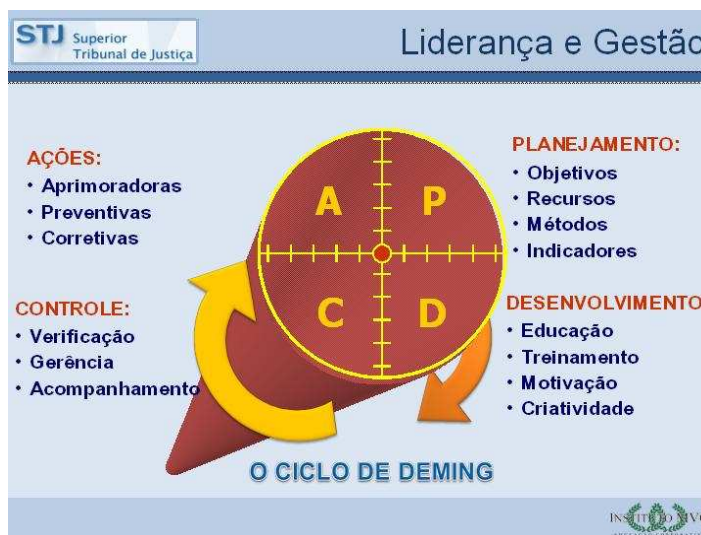 STJ Superior
Tribunal de Justiça
Liderança e Gestão
AÇÕES:
• Aprimoradoras
• Preventivas
• Corretivas
PLANEJAMENTO:
• Objetivos
• Recursos
• Métodos
• Indicadores
A P
C D
CONTROLE:
• Verificação
• Gerência
• Acompanhamento
DESENVOLVIMENTO
• Educação
• Treinamento
• Motivação
• Criatividade
O CICLO DE DEMING